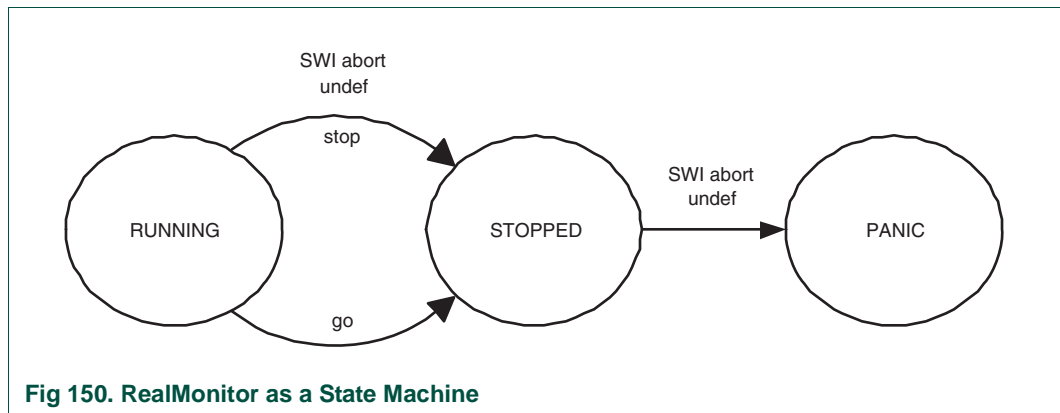 SWI abort
undef
stop
RUNNING
go
STOPPED
SWI abort
undef
PANIC
Fig 150. RealMonitor as a State Machine